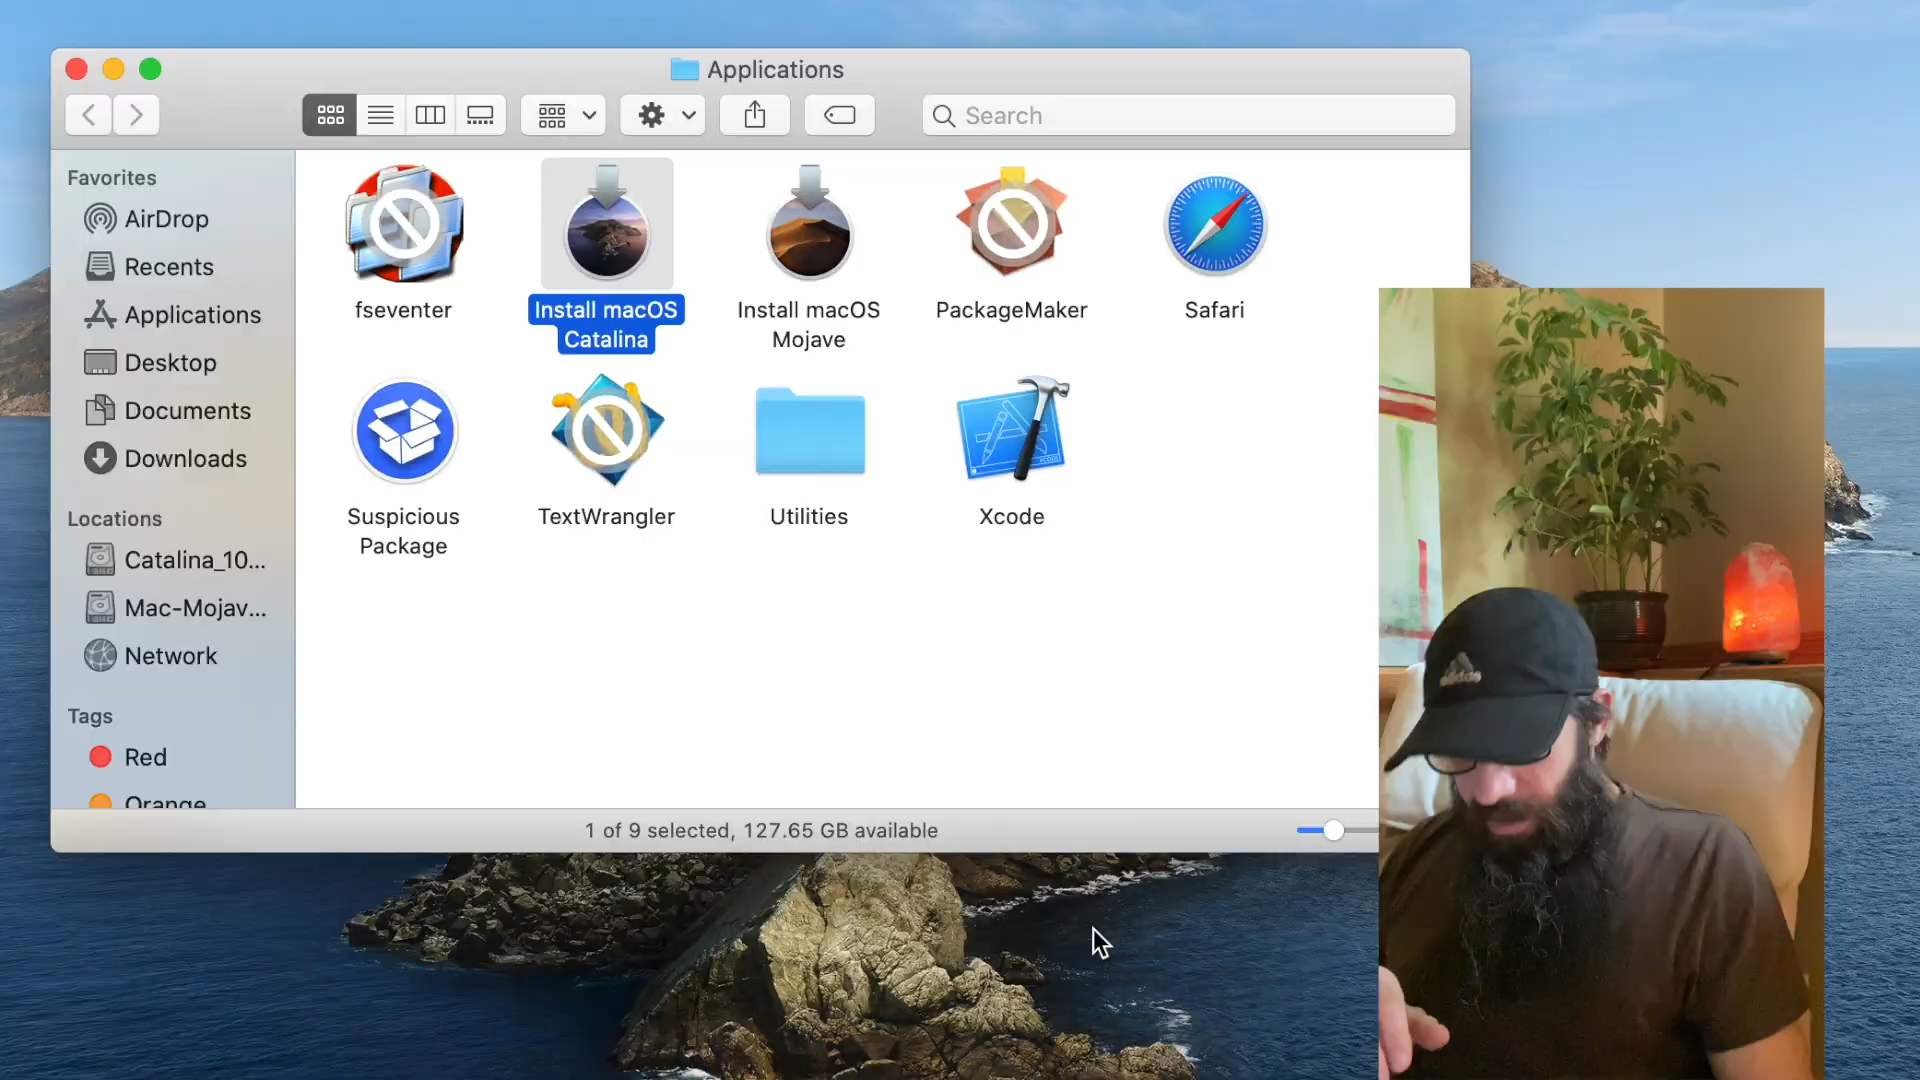 Applications
Search
Favorites
AirDrop
Recents
Applications
Desktop
Documents
Downloads
Locations
Catalina_10...
Mac-Mojav...
Network
Tags
Red
Orange
fseventer
Install macOS
Catalina
Install macOS
Mojave
PackageMaker
Safari
Suspicious
Package
TextWrangler
Utilities
Xcode
1 of 9 selected, 127.65 GB available
adidas